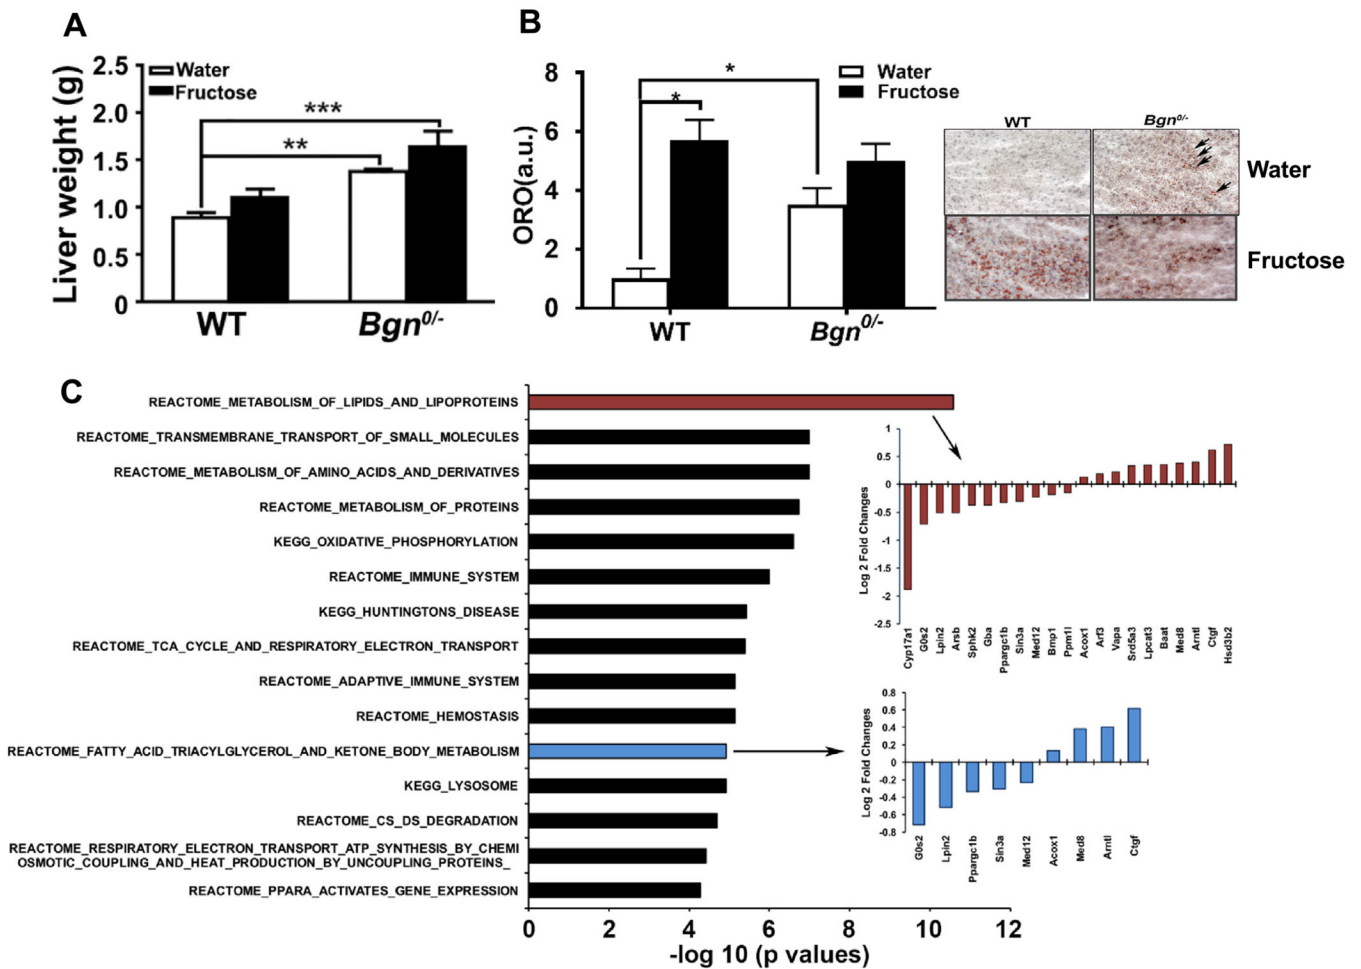 A
Liver weight (g)
2.5
2.0
1.5
1.0
0.5
0
Water
Fructose
***
**
WT
Bgn0/-
B
ORO(a.u.)
8
6
4
2
0
*
*
Water
Fructose
WT
Bgn0/-
WT
Bgn0/-
Water
Fructose
C
REACTOME_METABOLISM_OF_LIPIDS_AND_LIPOPROTEINS
REACTOME_TRANSMEMBRANE_TRANSPORT_OF_SMALL_MOLECULES
REACTOME_METABOLISM_OF_AMINO_ACIDS_AND_DERIVATIVES
REACTOME_METABOLISM_OF_PROTEINS
KEGG_OXIDATIVE_PHOSPHORYLATION
REACTOME_IMMUNE_SYSTEM
KEGG_HUNTINGTONS_DISEASE
REACTOME_TCA_CYCLE_AND_RESPIRATORY_ELECTRON_TRANSPORT
REACTOME_ADAPTIVE_IMMUNE_SYSTEM
REACTOME_HEMOSTASIS
REACTOME_FATTY_ACID_TRIACYLGLYCEROL_AND_KETONE_BODY_METABOLISM
KEGG_LYSOSOME
REACTOME_CS_DS_DEGRADATION
REACTOME_RESPIRATORY_ELECTRON_TRANSPORT_ATP_SYNTHESIS_BY_CHEMI
OSMOTIC_COUPLING_AND_HEAT_PRODUCTION_BY_UNCOUPLING_PROTEINS_
REACTOME_PPARA_ACTIVATES_GENE_EXPRESSION
0 2 4 6 8 10 12
-log 10 (p values)
Log 2 Fold Changes
1
0.5
0
-0.5
-1
-1.5
-2
-2.5
Cyp17a1
G0s2
Lpin2
Arsb
Sphk2
Gba
Ppargc1b
Sin3a
Med12
Bmp1
Ppm1l
Acox1
Arf3
Vapa
Srd5a3
Lpcat3
Baat
Med8
Arntl
Ctgf
Hsd3b2
Log 2 Fold Changes
0.8
0.6
0.4
0.2
0
-0.2
-0.4
-0.6
-0.8
G0s2
Lpin2
Ppargc1b
Sin3a
Med12
Acox1
Med8
Arntl
Ctgf